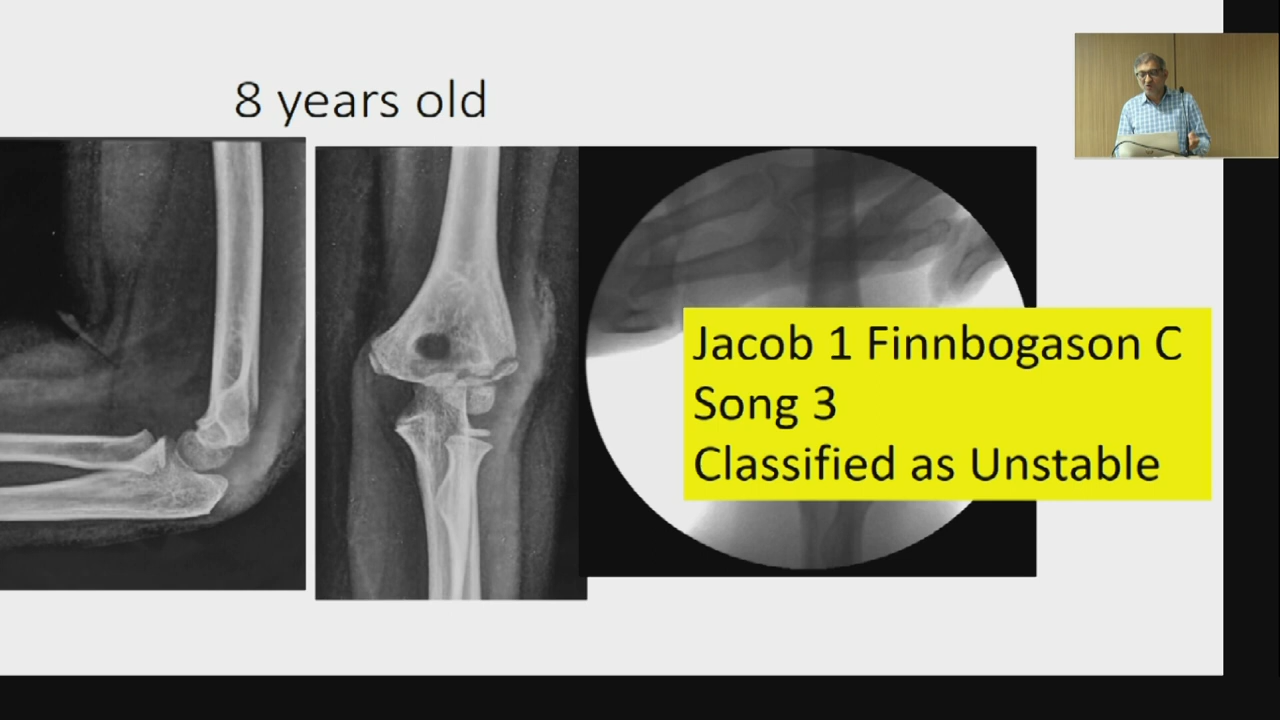 8 years old
Jacob 1 Finnbogason C
Song 3
Classified as Unstable